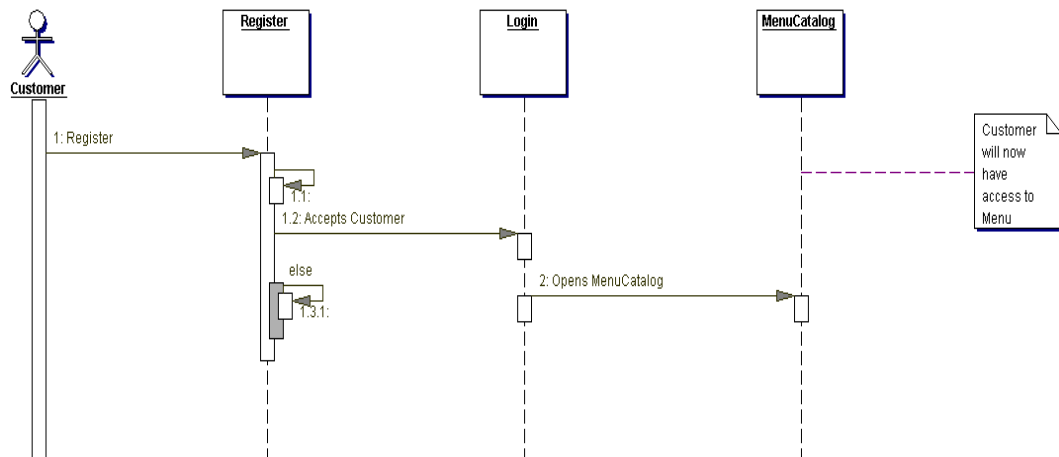 Register
Login
MenuCatalog
Customer
1: Register
1.1:
1.2: Accepts Customer
else
1.3.1:
2: Opens MenuCatalog
Customer
will now
have
access to
Menu